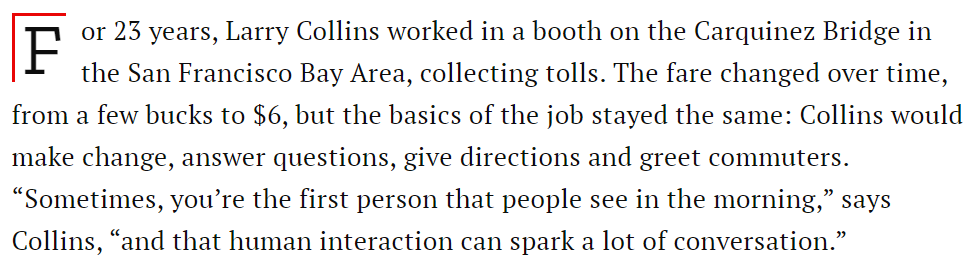 For 23 years, Larry Collins worked in a booth on the Carquinez Bridge in
the San Francisco Bay Area, collecting tolls. The fare changed over time,
from a few bucks to $6, but the basics of the job stayed the same: Collins would
make change, answer questions, give directions and greet commuters.
“Sometimes, you’re the first person that people see in the morning,” says
Collins, “and that human interaction can spark a lot of conversation.”